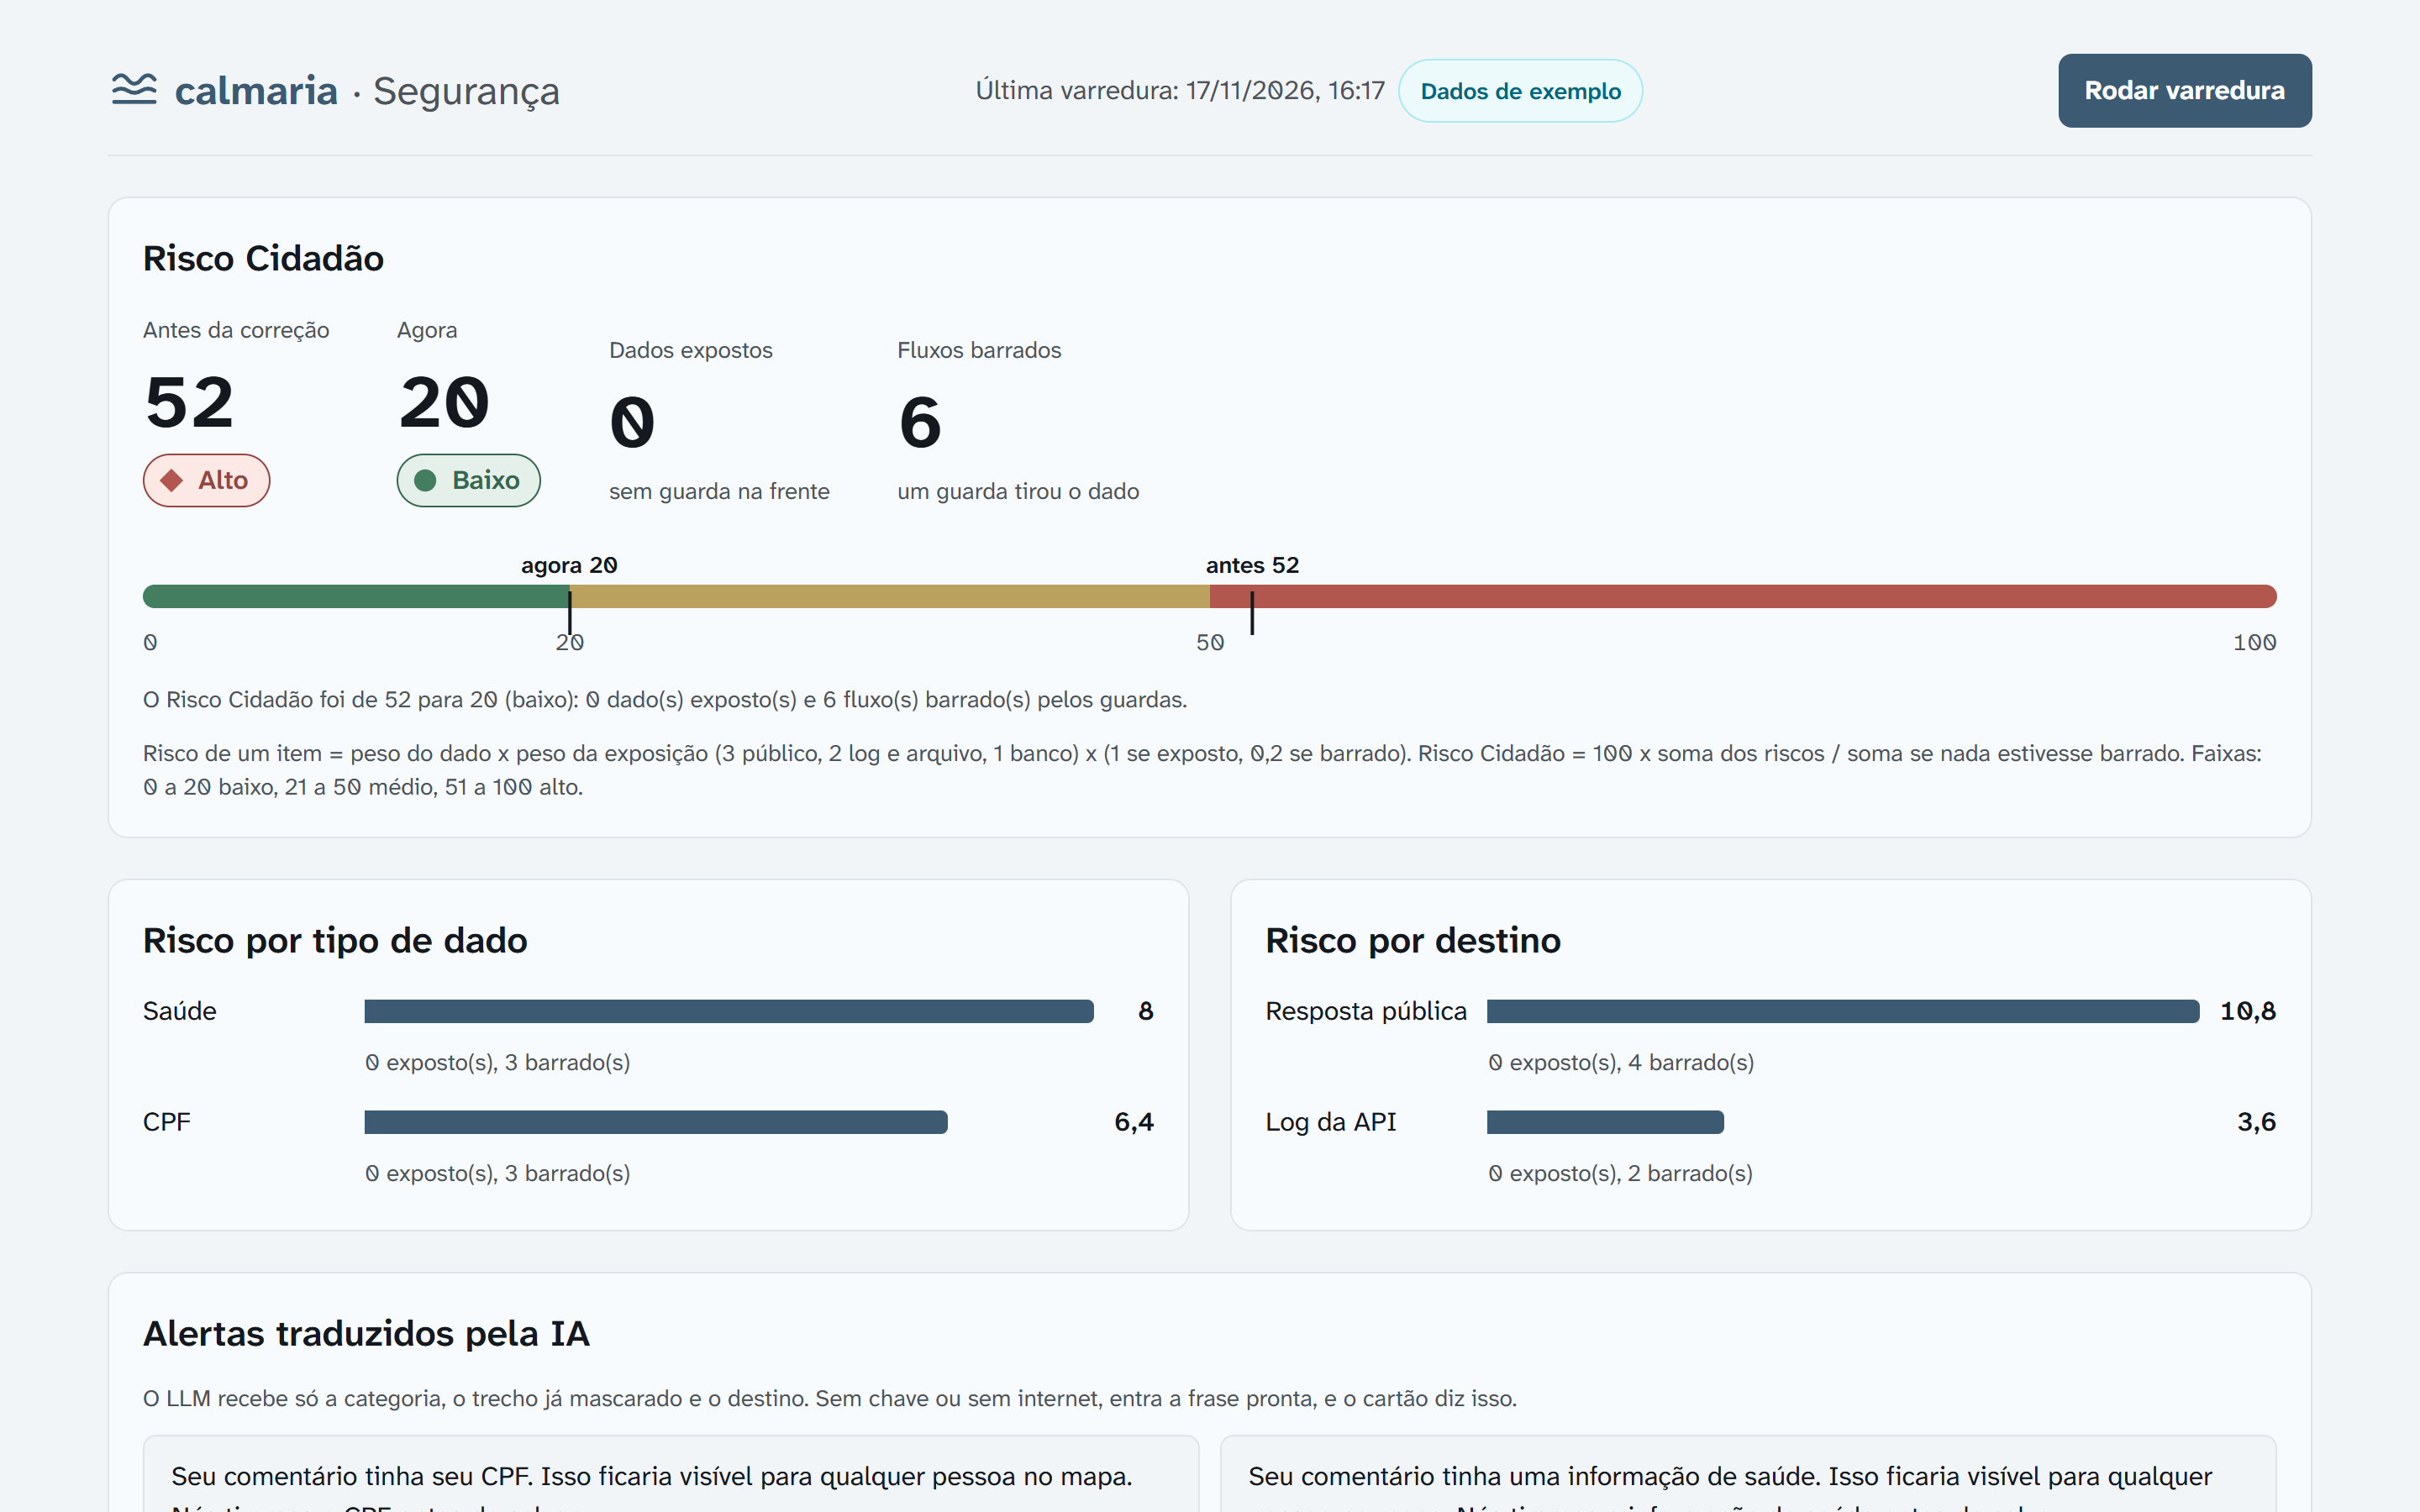 calmaria · Segurança
Última varredura: 17/11/2026, 16:17
Dados de exemplo
Rodar varredura
Risco Cidadão
Antes da correção
52
Alto
Agora
20
Baixo
Dados expostos
0
sem guarda na frente
Fluxos barrados
6
um guarda tirou o dado
agora 20
antes 52
0
20
50
100
O Risco Cidadão foi de 52 para 20 (baixo): 0 dado(s) exposto(s) e 6 fluxo(s) barrado(s) pelos guardas.
Risco de um item = peso do dado x peso da exposição (3 público, 2 log e arquivo, 1 banco) x (1 se exposto, 0,2 se barrado). Risco Cidadão = 100 x soma dos riscos / soma se nada estivesse barrado. Faixas:
0 a 20 baixo, 21 a 50 médio, 51 a 100 alto.
Risco por tipo de dado
Saúde
8
0 exposto(s), 3 barrado(s)
CPF
6,4
0 exposto(s), 3 barrado(s)
Risco por destino
Resposta pública
10,8
0 exposto(s), 4 barrado(s)
Log da API
3,6
0 exposto(s), 2 barrado(s)
Alertas traduzidos pela IA
O LLM recebe só a categoria, o trecho já mascarado e o destino. Sem chave ou sem internet, entra a frase pronta, e o cartão diz isso.
Seu comentário tinha seu CPF. Isso ficaria visível para qualquer pessoa no mapa.
Seu comentário tinha uma informação de saúde. Isso ficaria visível para qualquer